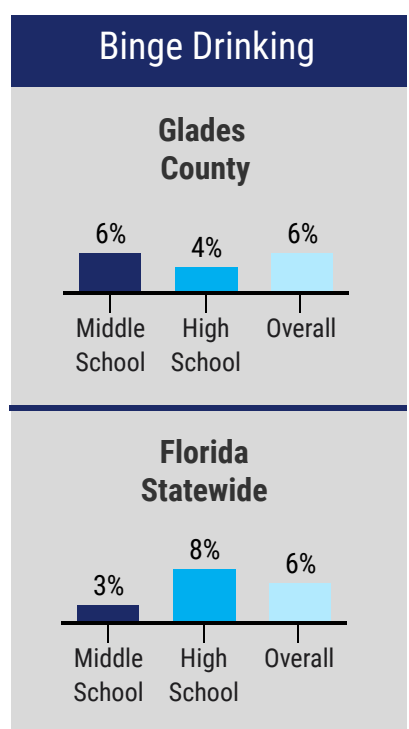 Binge Drinking
Glades
County
6%
4%
6%
Middle
School
High
School
Overall
Florida
Statewide
3%
8%
6%
Middle
School
High
School
Overall